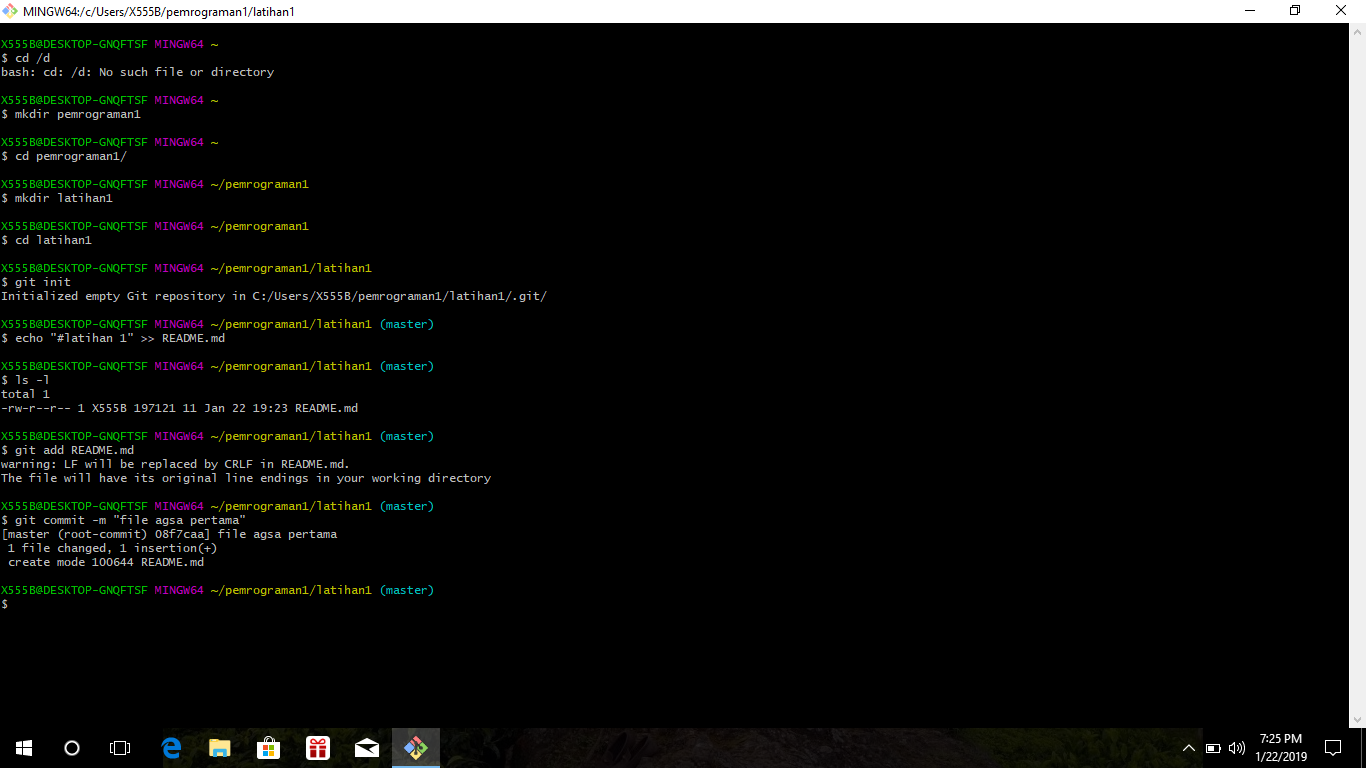 MINGW64:/c/Users/X555B/pemrograman1/latihan1
X555B@DESKTOP-GNQFTSF MINGW64 ~
$ cd /d
bash: cd: /d: No such file or directory
X555B@DESKTOP-GNQFTSF MINGW64 ~
$ mkdir pemrograman1
X555B@DESKTOP-GNQFTSF MINGW64 ~
$ cd pemrograman1/
X555B@DESKTOP-GNQFTSF MINGW64 ~/pemrograman1
$ mkdir latihan1
X555B@DESKTOP-GNQFTSF MINGW64 ~/pemrograman1
$ cd latihan1
X555B@DESKTOP-GNQFTSF MINGW64 ~/pemrograman1/latihan1
$ git init
Initialized empty Git repository in C:/Users/X555B/pemrograman1/latihan1/.git/
X555B@DESKTOP-GNQFTSF MINGW64 ~/pemrograman1/latihan1 (master)
$ echo "#latihan 1" >> README.md
X555B@DESKTOP-GNQFTSF MINGW64 ~/pemrograman1/latihan1 (master)
$ ls -l
total 1
-rw-r--r-- 1 X555B 197121 11 Jan 22 19:23 README.md
X555B@DESKTOP-GNQFTSF MINGW64 ~/pemrograman1/latihan1 (master)
$ git add README.md
warning: LF will be replaced by CRLF in README.md.
The file will have its original line endings in your working directory
X555B@DESKTOP-GNQFTSF MINGW64 ~/pemrograman1/latihan1 (master)
$ git commit -m "file agsa pertama"
[master (root-commit) 08f7caa] file agsa pertama
 1 file changed, 1 insertion(+)
 create mode 100644 README.md
X555B@DESKTOP-GNQFTSF MINGW64 ~/pemrograman1/latihan1 (master)
$
7:25 PM
1/22/2019